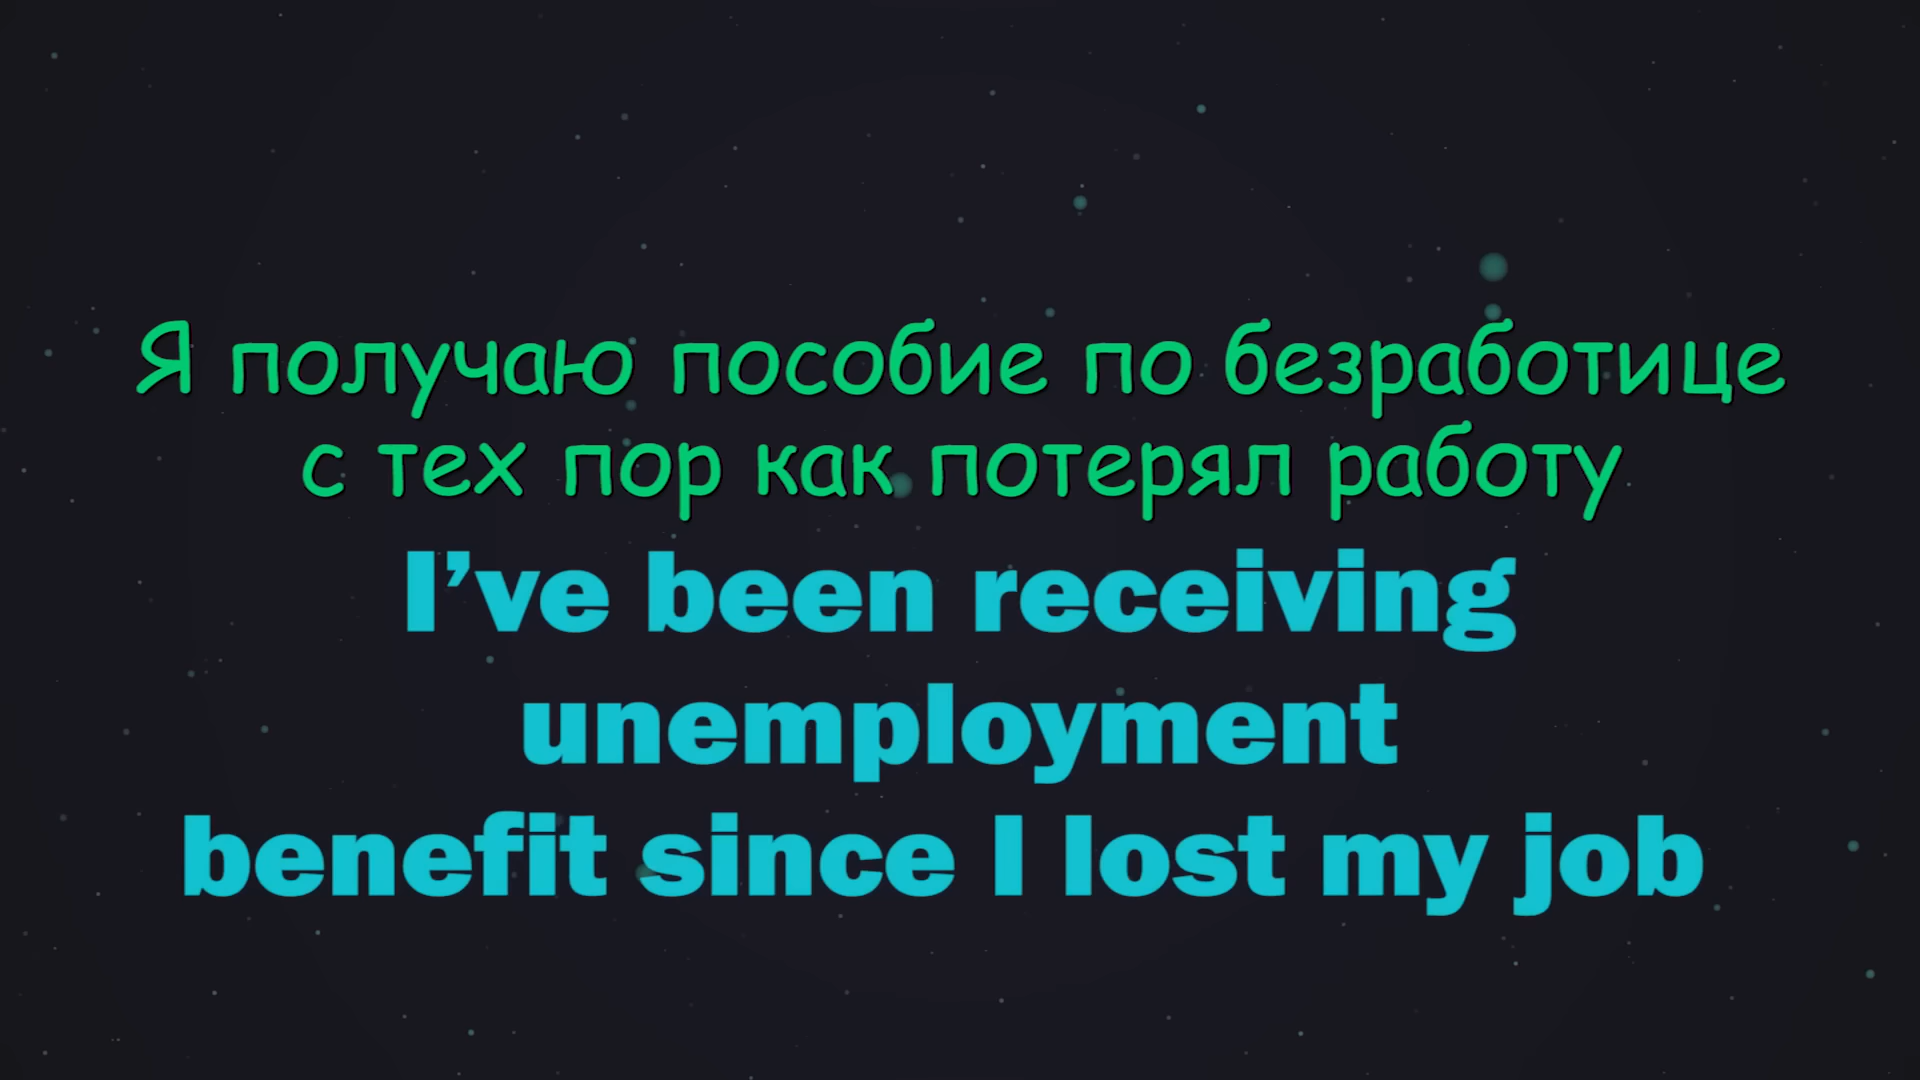 Я получаю пособие по безработице
с тех пор как потерял работу
I’ve been receiving
unemployment
benefit since I lost my job